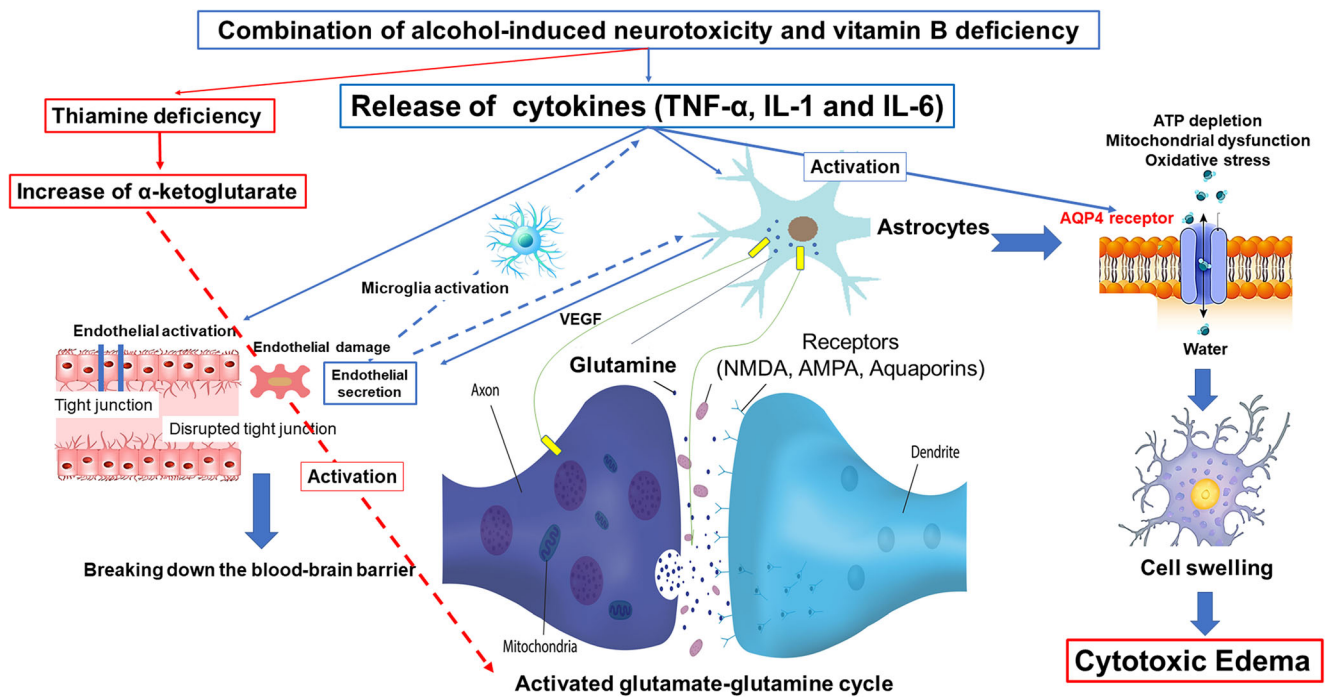 Combination of alcohol-induced neurotoxicity and vitamin B deficiency
Thiamine deficiency
Release of cytokines (TNF-α, IL-1 and IL-6)
ATP depletion
Mitochondrial dysfunction
Oxidative stress
Increase of α-ketoglutarate
Activation
AQP4 receptor
Astrocytes
Microglia activation
VEGF
Endothelial activation
Endothelial damage
Endothelial
secretion
Tight junction
Disrupted tight junction
Glutamine
Receptors
(NMDA, AMPA, Aquaporins)
Water
Axon
Dendrite
Activation
Breaking down the blood-brain barrier
Cell swelling
Mitochondria
Activated glutamate-glutamine cycle
Cytotoxic Edema